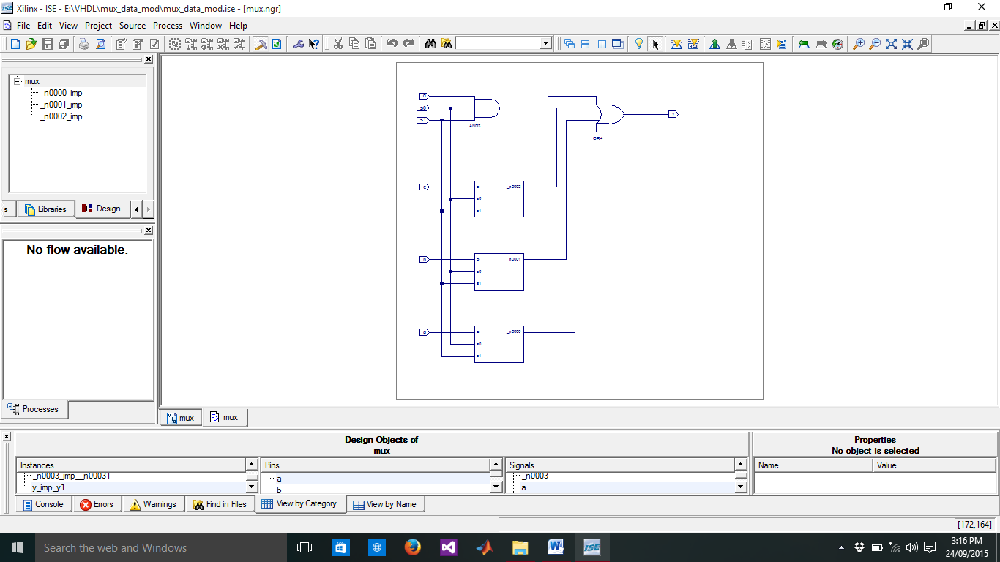 Xilinx - ISE - E:\VHDL\mux_data_mod\mux_data_mod.ise - [mux.ngr]
File Edit View Project Source Process Window Help
mux
_n0000_imp
_n0001_imp
_n0002_imp
s Libraries Design
No flow available.
Processes
d
s0
s1
AND3
OR4
y
c
c _n0002
s0
s1
b
b _n0001
s0
s1
a
a _n0000
s0
s1
mux mux
Design Objects of
mux
Properties
No object is selected
Instances Pins Signals Name Value
_n0003_imp__n00031 a _n0003
y_imp_y1 b a
Console Errors Warnings Find in Files View by Category View by Name
[172,164]
Search the web and Windows
ISE
3:16 PM
24/09/2015